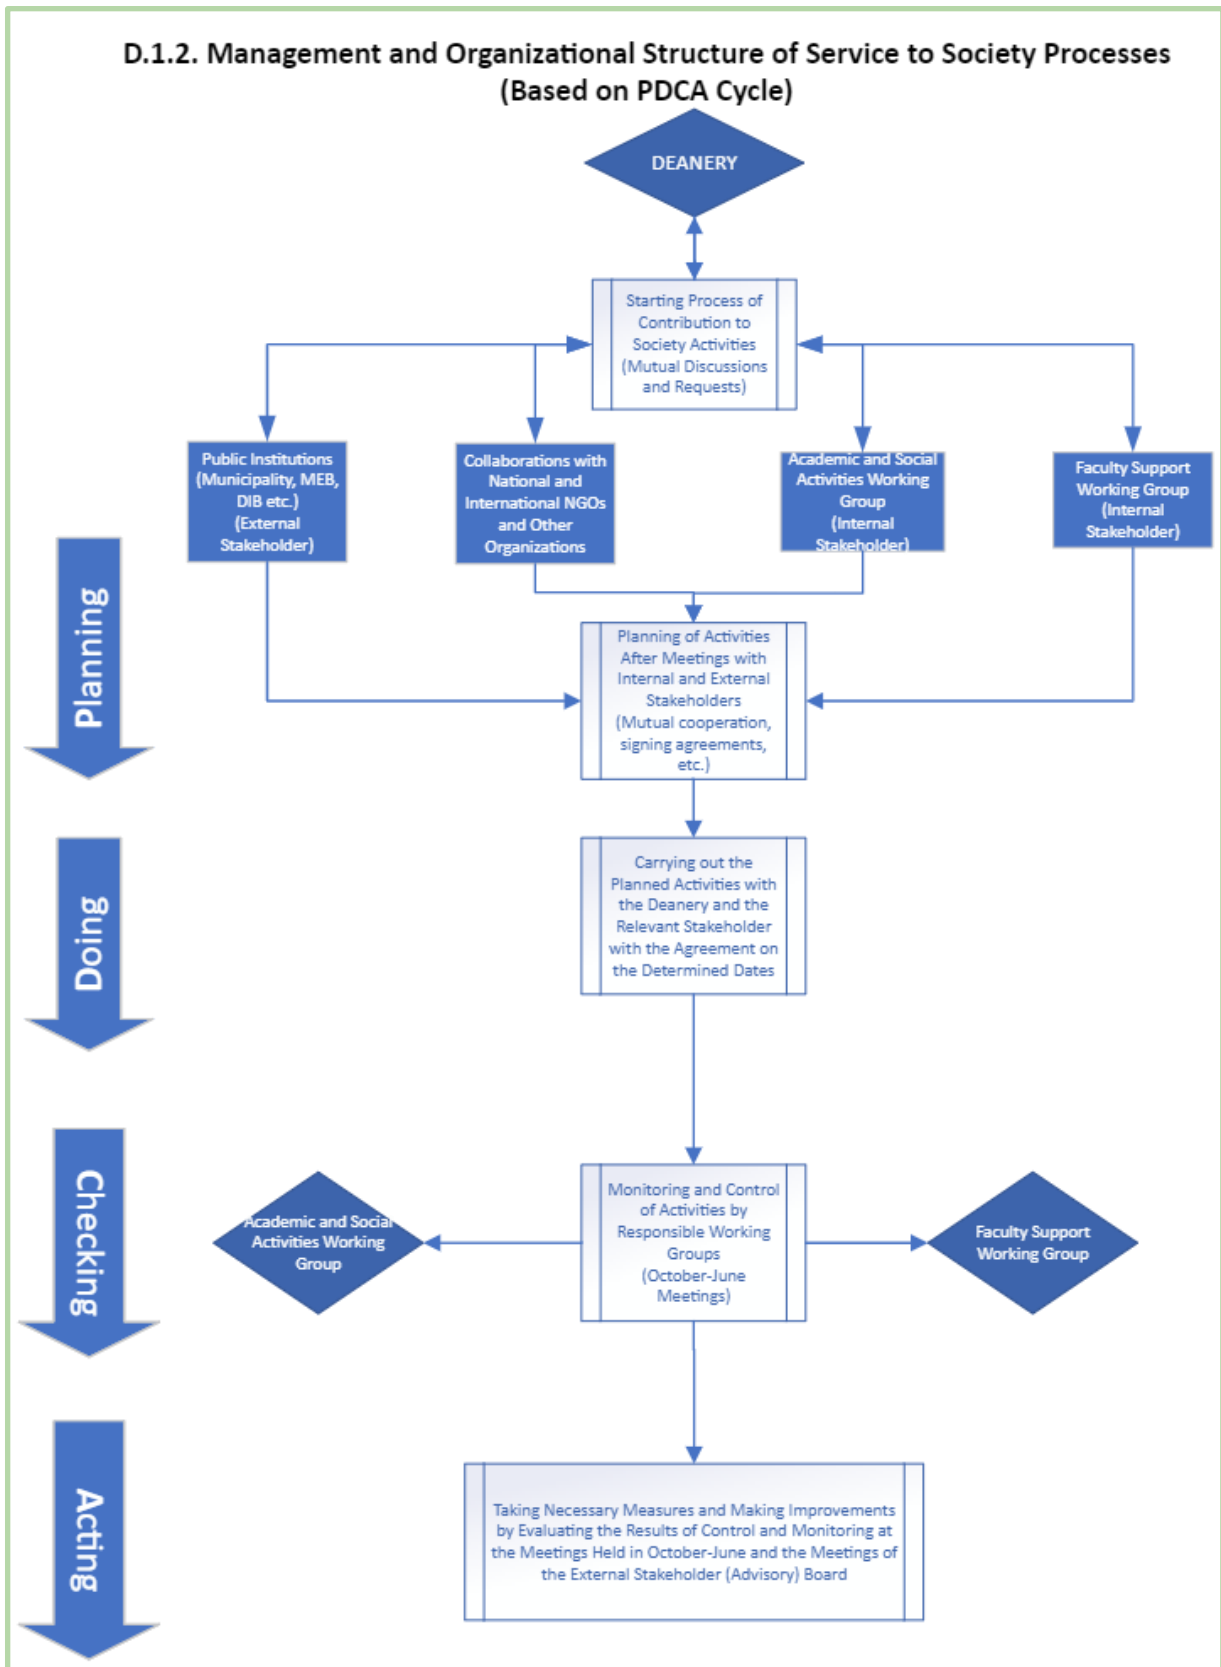 D.1.2. Management and Organizational Structure of Service to Society Processes
(Based on PDCA Cycle)
DEANERY
Starting Process of
Contribution to
Society Activities
(Mutual Discussions
and Requests)
Public Institutions
(Municipality, MEB,
DIB etc.)
(External
Stakeholder)
Collaborations with
National and
International NGOs
and Other
Organizations
Academic and Social
Activities Working
Group
(Internal
Stakeholder)
Faculty Support
Working Group
(Internal
Stakeholder)
Planning
Planning of Activities
After Meetings with
Internal and External
Stakeholders
(Mutual cooperation,
signing agreements,
etc.)
Doing
Carrying out the
Planned Activities with
the Deanery and the
Relevant Stakeholder
with the Agreement on
the Determined Dates
Checking
Academic and Social
Activities Working
Group
Monitoring and Control
of Activities by
Responsible Working
Groups
(October-June
Meetings)
Faculty Support
Working Group
Acting
Taking Necessary Measures and Making Improvements
by Evaluating the Results of Control and Monitoring at
the Meetings Held in October-June and the Meetings of
the External Stakeholder (Advisory) Board